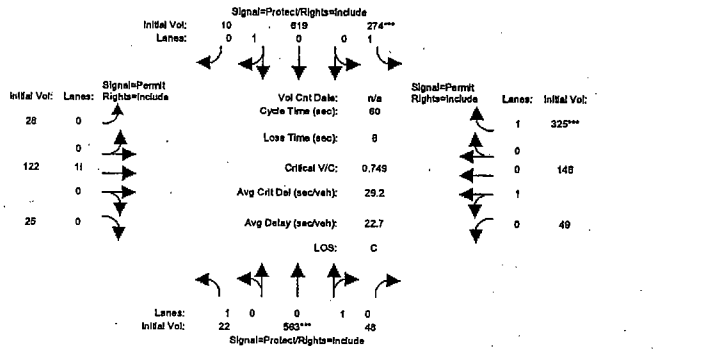 Signal=Protect/Rights=Include
Initial Vol: 10 619 274***
Lanes: 0 1 0 0 1
Signal=Permit
Initial Vol: Lanes: Rights=Include
Vol Cnt Date: n/a
Cycle Time (sec): 60
Signal=Permit
Rights=Include Lanes: Initial Vol:
28 0
1 325***
Loss Time (sec): 8
0
0
122 1!
Critical V/C: 0.749
0 146
0
Avg Crit Del (sec/veh): 29.2
1
25 0
Avg Delay (sec/veh): 22.7
0 49
LOS: C
Lanes: 1 0 0 1 0
Initial Vol: 22 563*** 48
Signal=Protect/Rights=Include